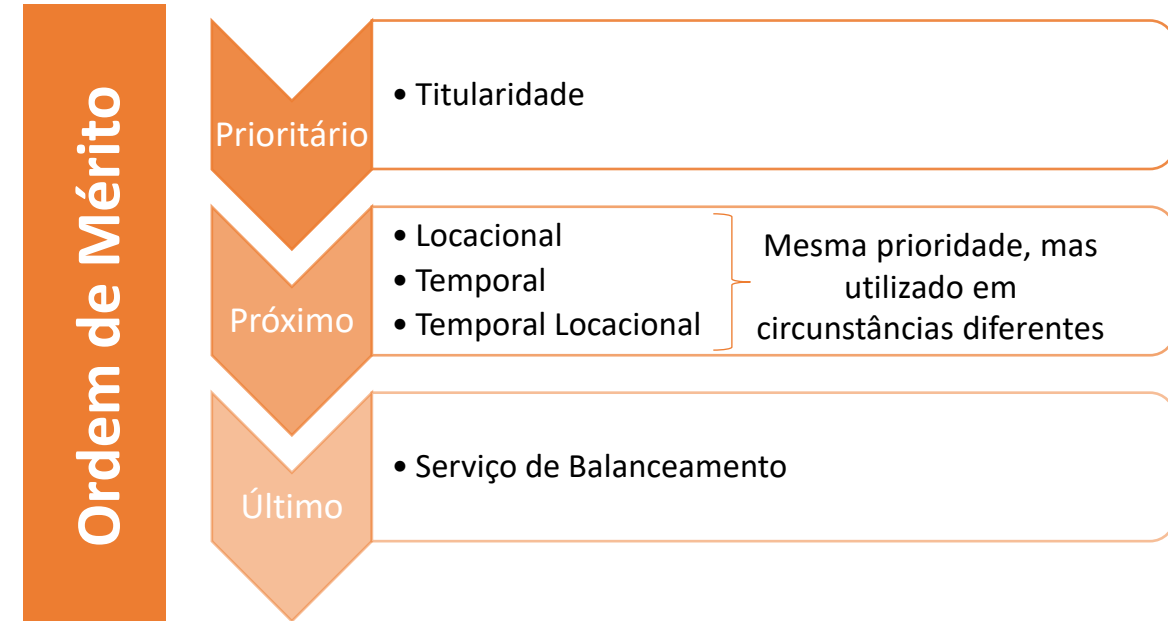 Ordem de Mérito
Prioritário
• Titularidade
Próximo
• Locacional
• Temporal
• Temporal Locacional
Mesma prioridade, mas
utilizado em
circunstâncias diferentes
Último
• Serviço de Balanceamento